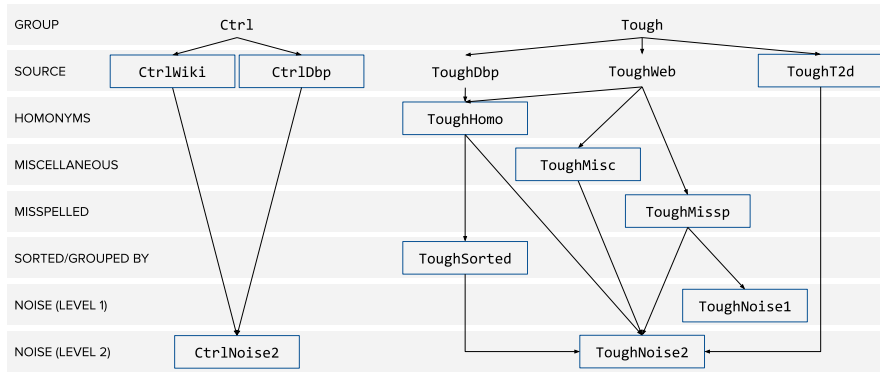 GROUP Ctrl Tough
SOURCE CtrlWiki CtrlDbp ToughDbp ToughWeb ToughT2d
HOMONYMS ToughHomo
MISCELLANEOUS ToughMisc
MISSPELLED ToughMissp
SORTED/GROUPED BY ToughSorted
NOISE (LEVEL 1) ToughNoise1
NOISE (LEVEL 2) CtrlNoise2 ToughNoise2